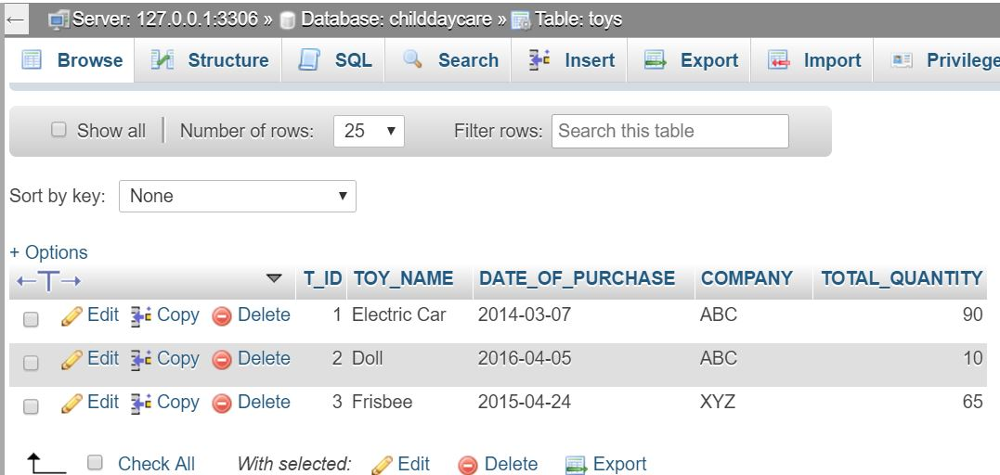 Server: 127.0.0.1:3306 » Database: childdaycare » Table: toys
Browse Structure SQL Search Insert Export Import Privilege
Show all Number of rows: 25 Filter rows: Search this table
Sort by key: None
+ Options
←T→ T_ID TOY_NAME DATE_OF_PURCHASE COMPANY TOTAL_QUANTITY
Edit Copy Delete 1 Electric Car 2014-03-07 ABC 90
Edit Copy Delete 2 Doll 2016-04-05 ABC 10
Edit Copy Delete 3 Frisbee 2015-04-24 XYZ 65
Check All With selected: Edit Delete Export